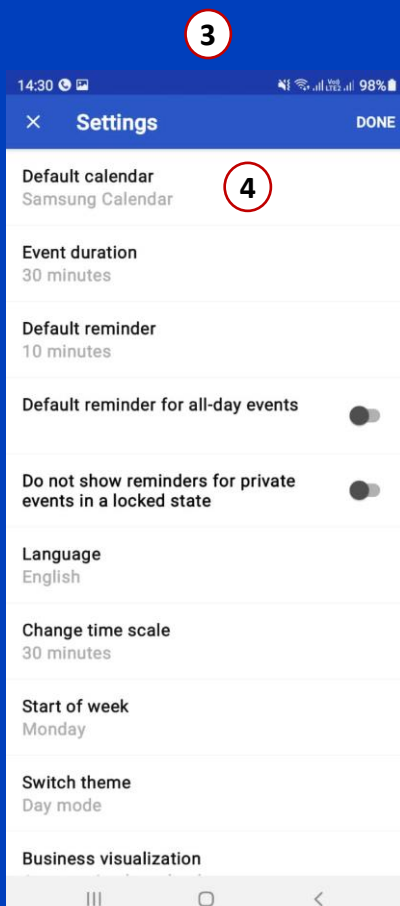 3
14:30 98%
Settings DONE
Default calendar
Samsung Calendar
4
Event duration
30 minutes
Default reminder
10 minutes
Default reminder for all-day events
Do not show reminders for private
events in a locked state
Language
English
Change time scale
30 minutes
Start of week
Monday
Switch theme
Day mode
Business visualization